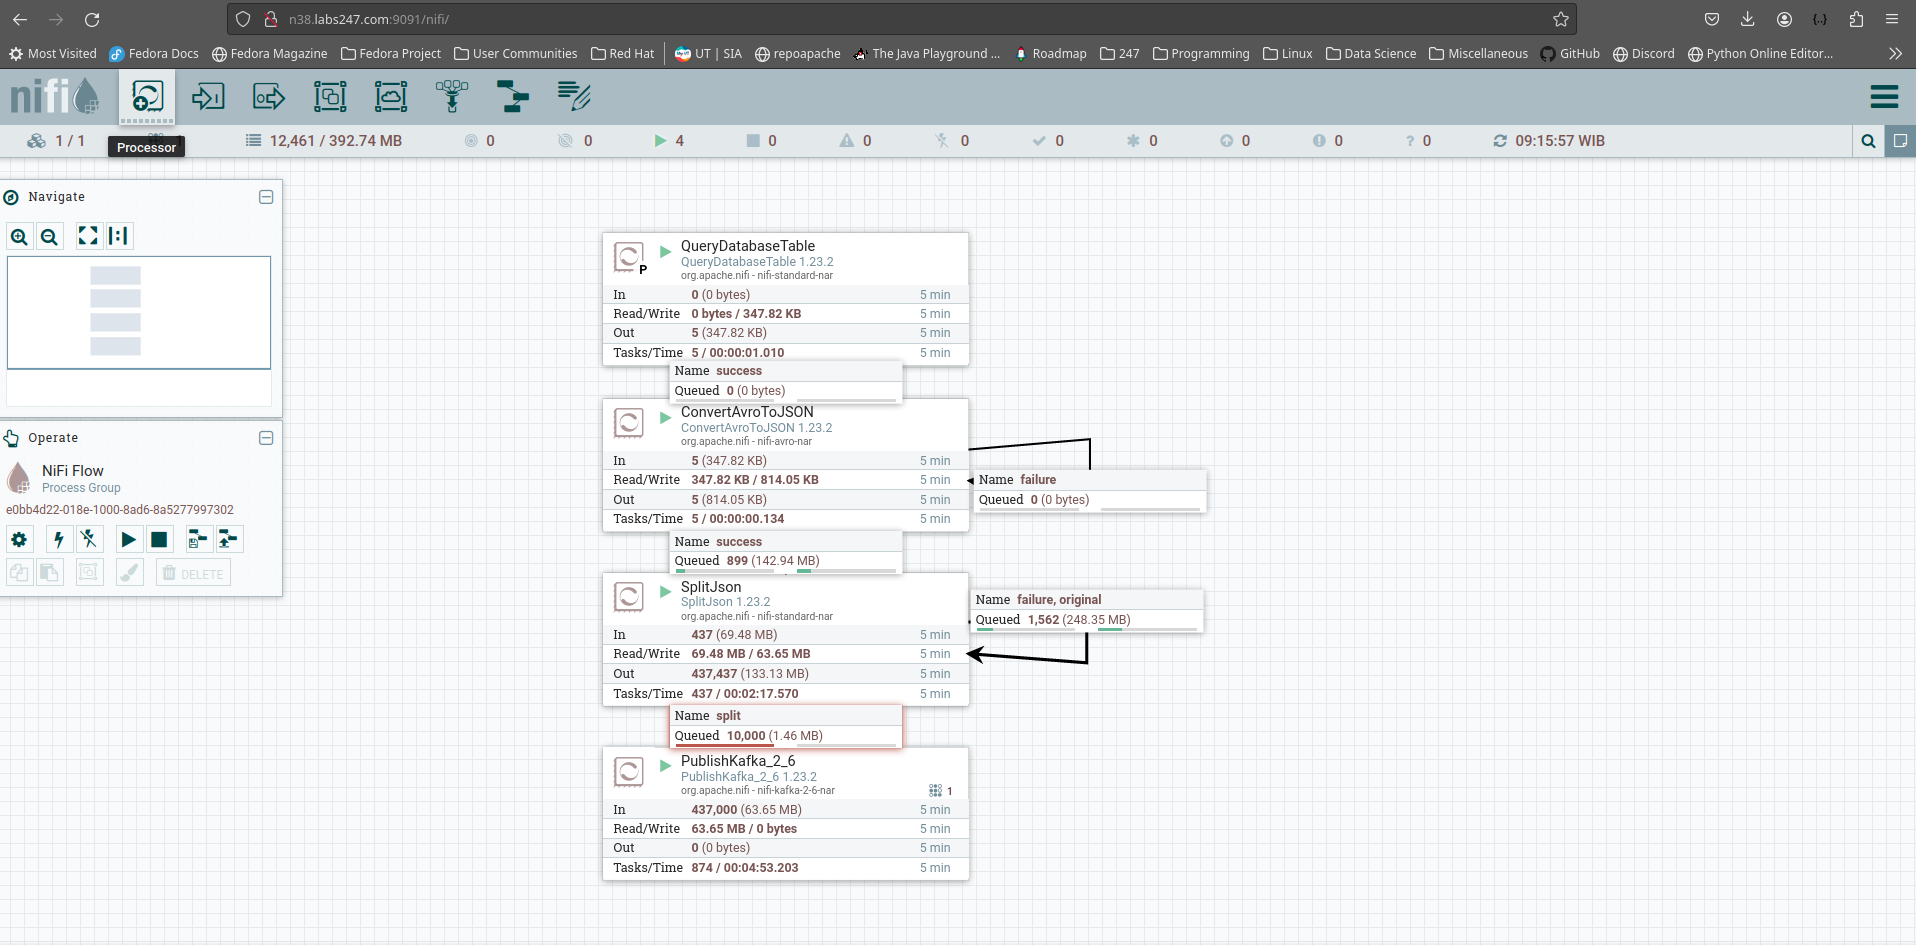 n38.labs247.com:9091/nifi/
Most Visited Fedora Docs Fedora Magazine Fedora Project User Communities Red Hat UT | SIA repoapache The Java Playground ... Roadmap 247 Programming Linux Data Science Miscellaneous GitHub Discord Python Online Editor...
nifi
1 / 1 12,461 / 392.74 MB 0 0 4 0 0 0 0 0 0 0 0 09:15:57 WIB
Processor
Navigate
Operate
NiFi Flow
Process Group
e0bb4d22-018e-1000-8ad6-8a5277997302
DELETE
QueryDatabaseTable
QueryDatabaseTable 1.23.2
P
org.apache.nifi - nifi-standard-nar
In 0 (0 bytes) 5 min
Read/Write 0 bytes / 347.82 KB 5 min
Out 5 (347.82 KB) 5 min
Tasks/Time 5 / 00:00:01.010 5 min
Name success
Queued 0 (0 bytes)
ConvertAvroToJSON
ConvertAvroToJSON 1.23.2
org.apache.nifi - nifi-avro-nar
In 5 (347.82 KB) 5 min
Read/Write 347.82 KB / 814.05 KB 5 min
Out 5 (814.05 KB) 5 min
Tasks/Time 5 / 00:00:00.134 5 min
Name failure
Queued 0 (0 bytes)
Name success
Queued 899 (142.94 MB)
SplitJson
SplitJson 1.23.2
org.apache.nifi - nifi-standard-nar
In 437 (69.48 MB) 5 min
Read/Write 69.48 MB / 63.65 MB 5 min
Out 437,437 (133.13 MB) 5 min
Tasks/Time 437 / 00:02:17.570 5 min
Name failure, original
Queued 1,562 (248.35 MB)
Name split
Queued 10,000 (1.46 MB)
PublishKafka_2_6
PublishKafka_2_6 1.23.2
org.apache.nifi - nifi-kafka-2-6-nar
1
In 437,000 (63.65 MB) 5 min
Read/Write 63.65 MB / 0 bytes 5 min
Out 0 (0 bytes) 5 min
Tasks/Time 874 / 00:04:53.203 5 min